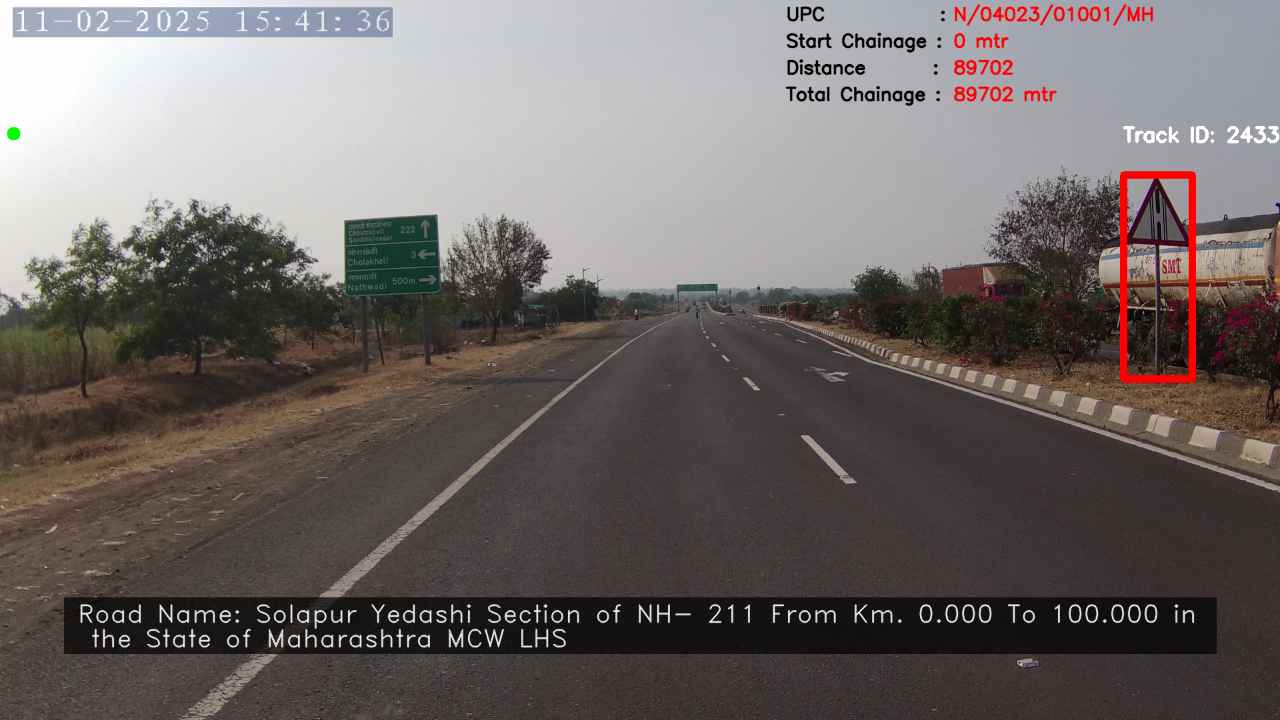 11-02-2025 15:41:36
UPC : N/04023/01001/MH
Start Chainage : 0 mtr
Distance : 89702
Total Chainage : 89702 mtr
Track ID: 2433
222
3
Cholakhel
Nathwadi 500m
SMT
Road Name: Solapur Yedashi Section of NH- 211 From Km. 0.000 To 100.000 in
the State of Maharashtra MCW LHS